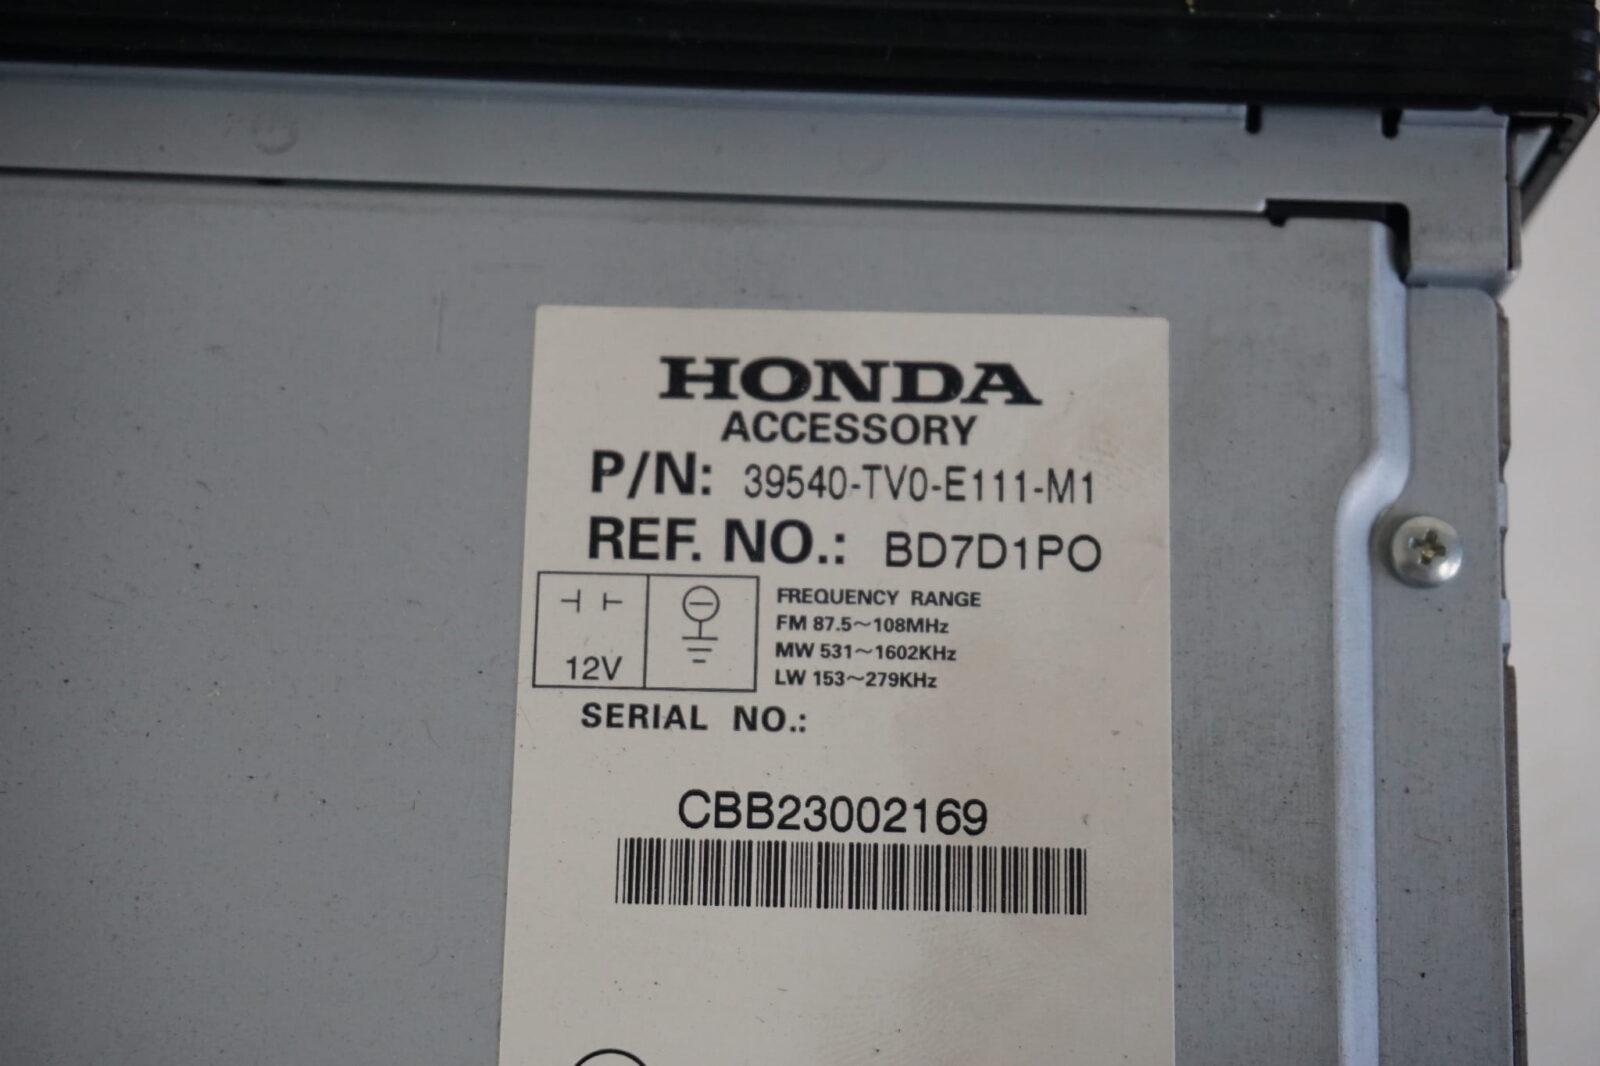 HONDA
ACCESSORY
P/N: 39540-TV0-E111-M1
REF. NO.: BD7D1PO
12V
FREQUENCY RANGE
FM 87.5~108MHz
MW 531~1602KHz
LW 153~279KHz
SERIAL NO.:
CBB23002169